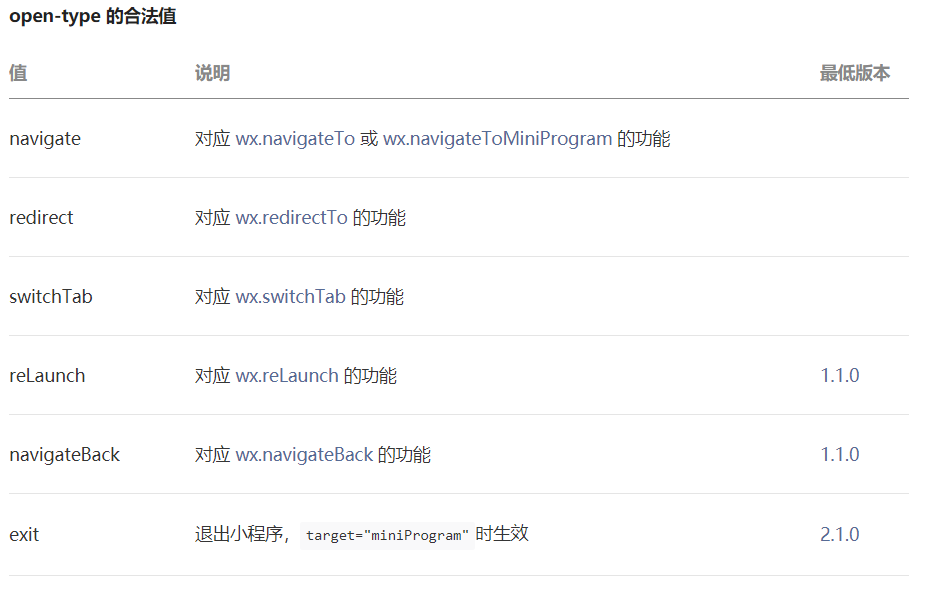 open-type 的合法值
值 说明 最低版本
navigate 对应 wx.navigateTo 或 wx.navigateToMiniProgram 的功能
redirect 对应 wx.redirectTo 的功能
switchTab 对应 wx.switchTab 的功能
reLaunch 对应 wx.reLaunch 的功能 1.1.0
navigateBack 对应 wx.navigateBack 的功能 1.1.0
exit 退出小程序，target="miniProgram"时生效 2.1.0